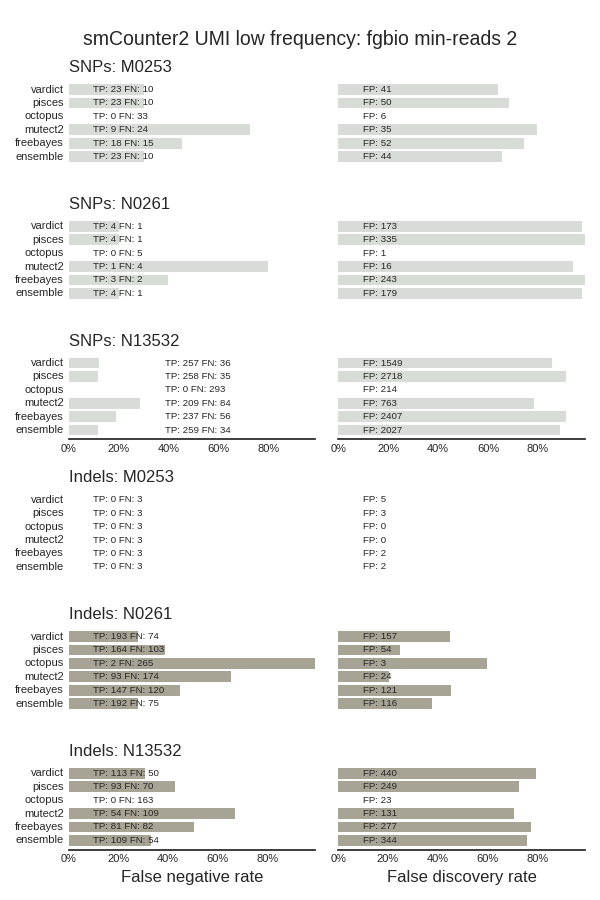 smCounter2 UMI low frequency: fgbio min-reads 2
SNPs: M0253
vardict TP: 23 FN: 10 FP: 41
pisces TP: 23 FN: 10 FP: 50
octopus TP: 0 FN: 33 FP: 6
mutect2 TP: 9 FN: 24 FP: 35
freebayes TP: 18 FN: 15 FP: 52
ensemble TP: 23 FN: 10 FP: 44
SNPs: N0261
vardict TP: 4 FN: 1 FP: 173
pisces TP: 4 FN: 1 FP: 335
octopus TP: 0 FN: 5 FP: 1
mutect2 TP: 1 FN: 4 FP: 16
freebayes TP: 3 FN: 2 FP: 243
ensemble TP: 4 FN: 1 FP: 179
SNPs: N13532
vardict TP: 257 FN: 36 FP: 1549
pisces TP: 258 FN: 35 FP: 2718
octopus TP: 0 FN: 293 FP: 214
mutect2 TP: 209 FN: 84 FP: 763
freebayes TP: 237 FN: 56 FP: 2407
ensemble TP: 259 FN: 34 FP: 2027
0% 20% 40% 60% 80% 0% 20% 40% 60% 80%
Indels: M0253
vardict TP: 0 FN: 3 FP: 5
pisces TP: 0 FN: 3 FP: 3
octopus TP: 0 FN: 3 FP: 0
mutect2 TP: 0 FN: 3 FP: 0
freebayes TP: 0 FN: 3 FP: 2
ensemble TP: 0 FN: 3 FP: 2
Indels: N0261
vardict TP: 193 FN: 74 FP: 157
pisces TP: 164 FN: 103 FP: 54
octopus TP: 2 FN: 265 FP: 3
mutect2 TP: 93 FN: 174 FP: 24
freebayes TP: 147 FN: 120 FP: 121
ensemble TP: 192 FN: 75 FP: 116
Indels: N13532
vardict TP: 113 FN: 50 FP: 440
pisces TP: 93 FN: 70 FP: 249
octopus TP: 0 FN: 163 FP: 23
mutect2 TP: 54 FN: 109 FP: 131
freebayes TP: 81 FN: 82 FP: 277
ensemble TP: 109 FN: 54 FP: 344
0% 20% 40% 60% 80% 0% 20% 40% 60% 80%
False negative rate False discovery rate